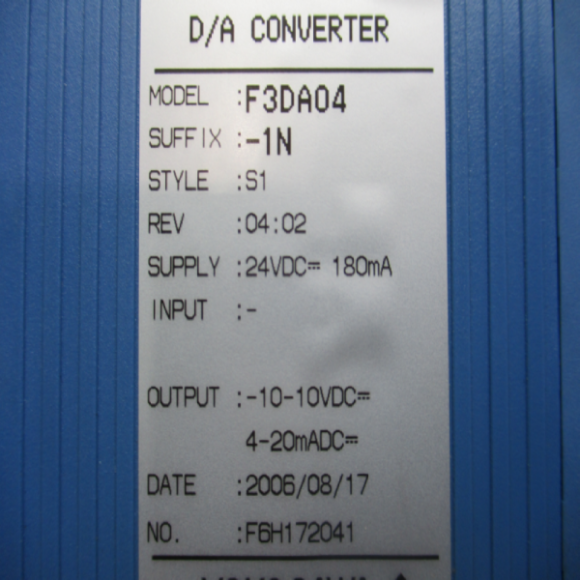 D/A CONVERTER
MODEL :F3DA04
SUFFIX :-1N
STYLE :S1
REV :04:02
SUPPLY :24VDC⎓ 180mA
INPUT :-
OUTPUT :-10-10VDC⎓
4-20mADC⎓
DATE :2006/08/17
NO. :F6H172041